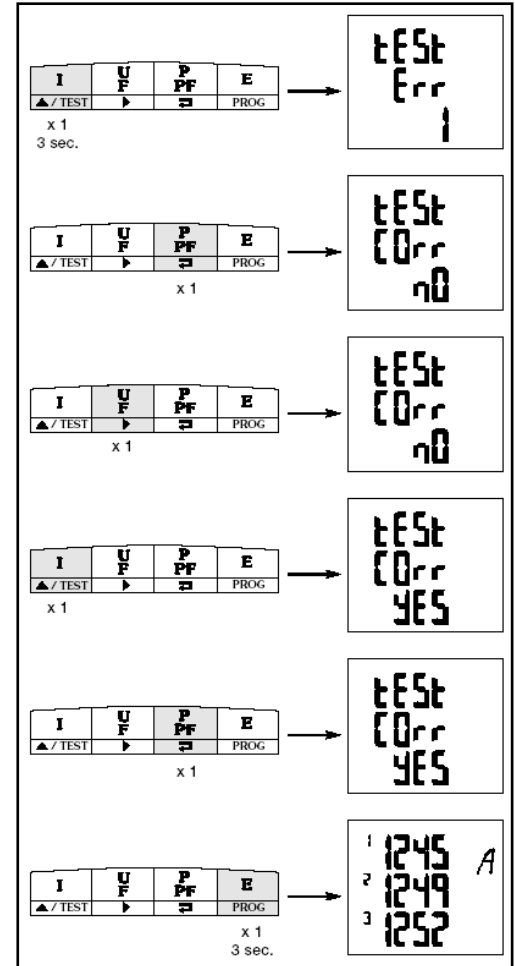 I U F P PF E
▲ / TEST ▶ ⮐ PROG
x 1
3 sec.
tESt
Err
1
I U F P PF E
▲ / TEST ▶ ⮐ PROG
x 1
tESt
COrr
nO
I U F P PF E
▲ / TEST ▶ ⮐ PROG
x 1
tESt
COrr
nO
I U F P PF E
▲ / TEST ▶ ⮐ PROG
x 1
tESt
COrr
YES
I U F P PF E
▲ / TEST ▶ ⮐ PROG
x 1
tESt
COrr
YES
I U F P PF E
▲ / TEST ▶ ⮐ PROG
x 1
3 sec.
1 1245 A
2 1249
3 1252